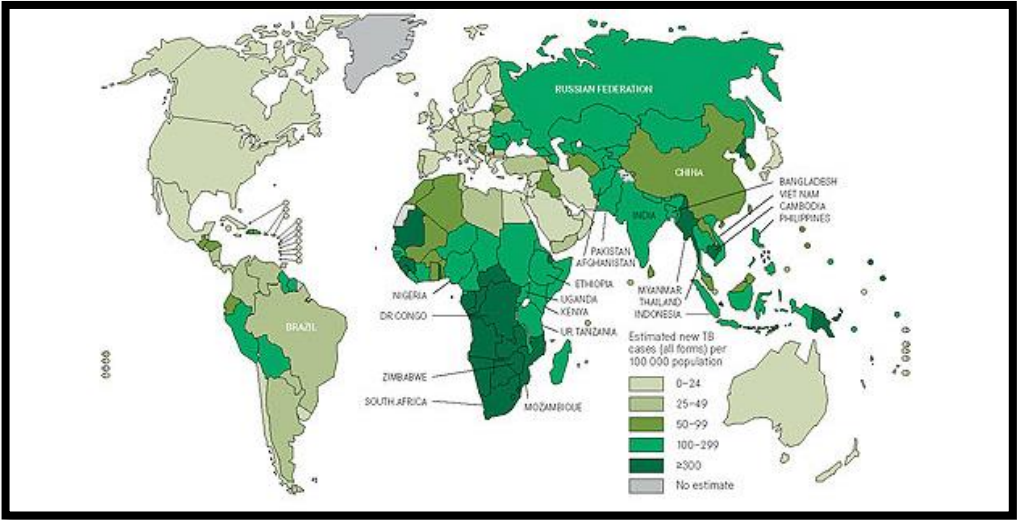 RUSSIAN FEDERATION
CHINA
BANGLADESH
VIET NAM
CAMBODIA
PHILIPPINES
INDIA
PAKISTAN
AFGHANISTAN
ETHIOPIA
NIGERIA
UGANDA
KENYA
DR CONGO
UR TANZANIA
BRAZIL
ZIMBABWE
SOUTH AFRICA
MOZAMBIQUE
MYANMAR
THAILAND
INDONESIA
Estimated new TB
cases (all forms) per
100 000 population
0–24
25–49
50–99
100–299
≥300
No estimate